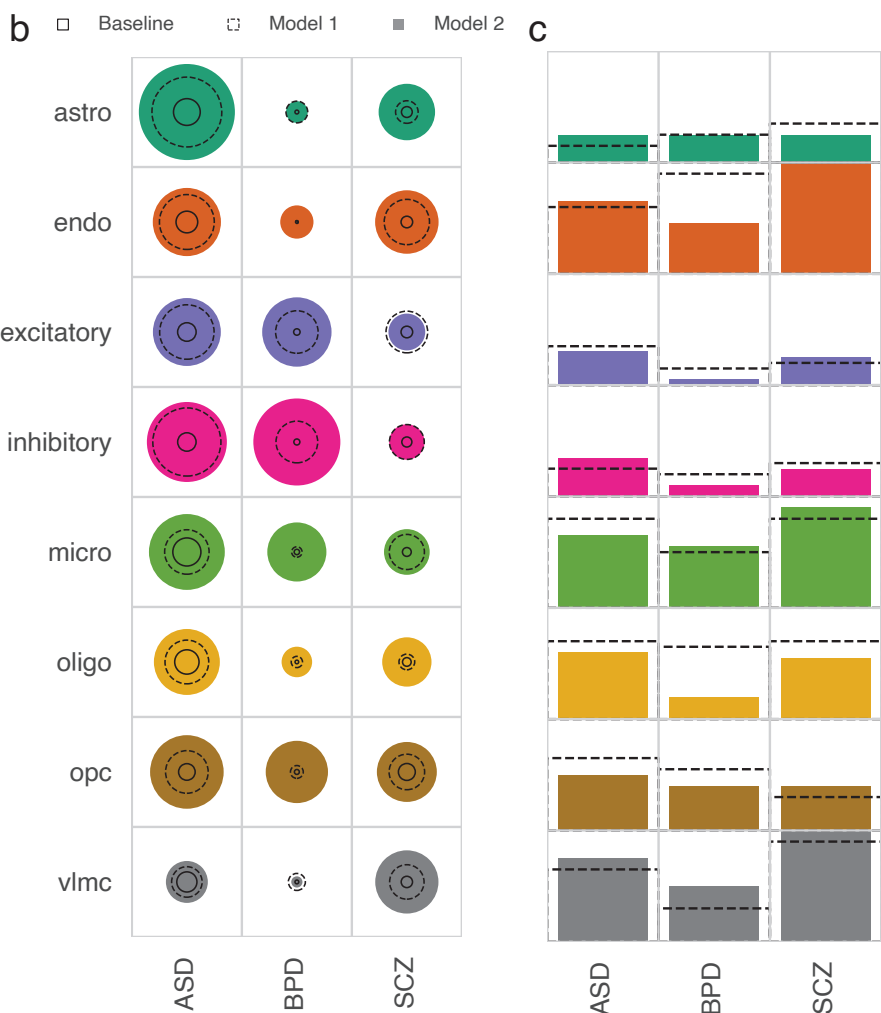 b Baseline Model 1 Model 2 c
astro
endo
excitatory
inhibitory
micro
oligo
opc
vlmc
ASD BPD SCZ ASD BPD SCZ